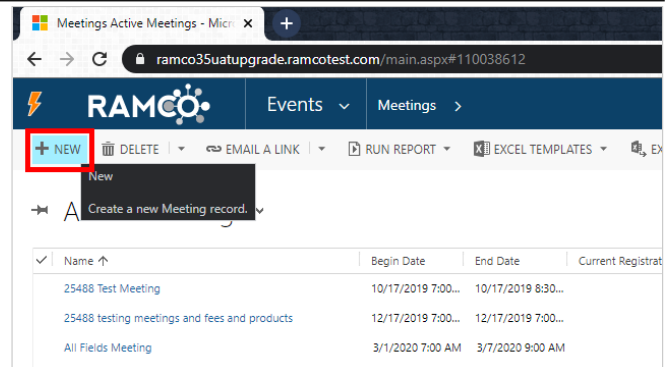 Meetings Active Meetings - Micr
ramco35uatupgrade.ramcotest.com/main.aspx#110038612
RAMCO Events Meetings >
+ NEW DELETE EMAIL A LINK RUN REPORT EXCEL TEMPLATES EX
New
Create a new Meeting record.
A
Name ↑ Begin Date End Date Current Registrat
25488 Test Meeting 10/17/2019 7:00... 10/17/2019 8:30...
25488 testing meetings and fees and products 12/17/2019 7:00... 12/17/2019 7:00...
All Fields Meeting 3/1/2020 7:00 AM 3/7/2020 9:00 AM